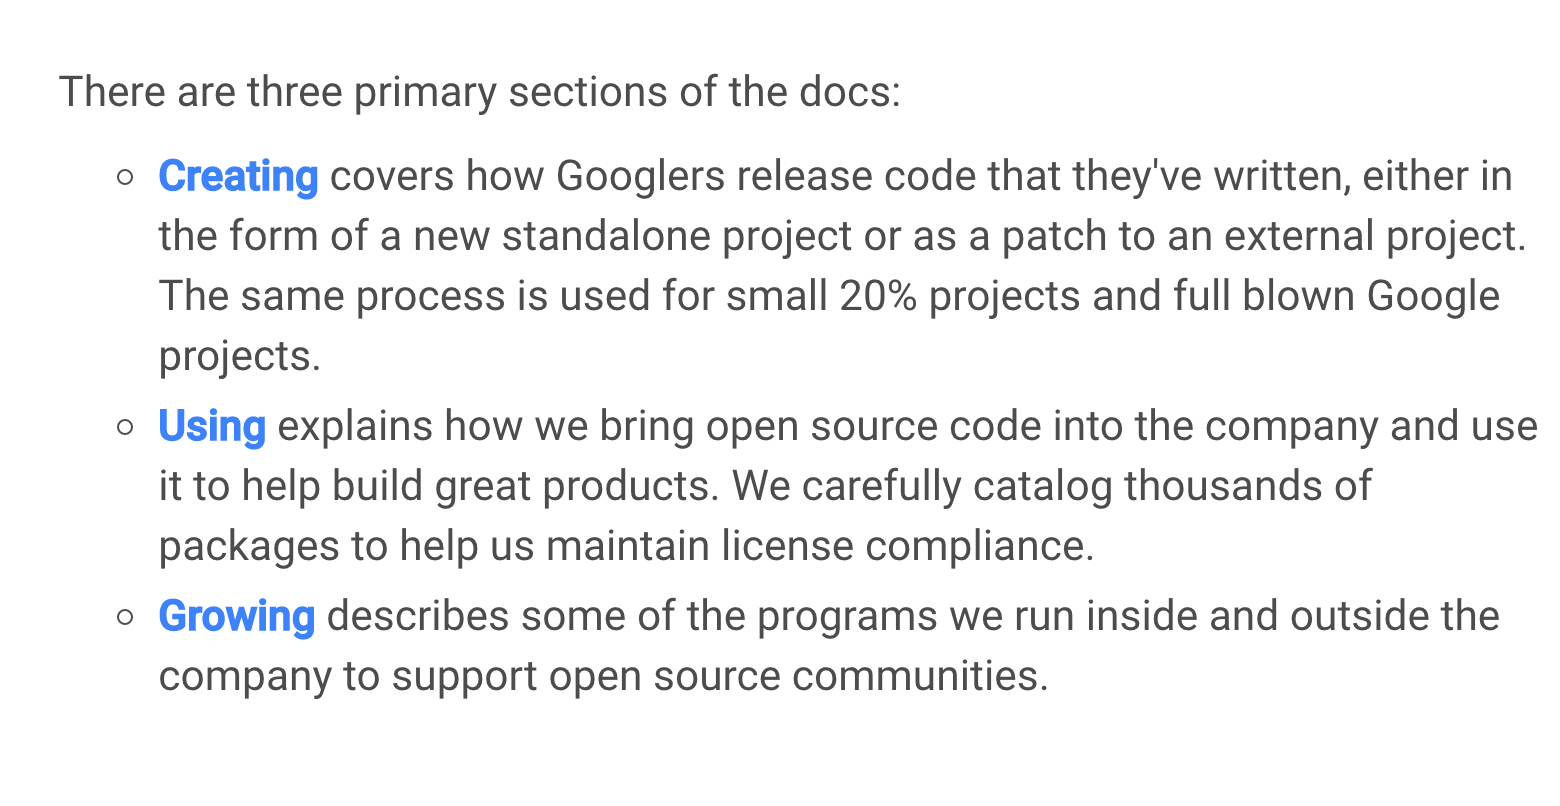 There are three primary sections of the docs:
Creating covers how Googlers release code that they've written, either in
the form of a new standalone project or as a patch to an external project.
The same process is used for small 20% projects and full blown Google
projects.
Using explains how we bring open source code into the company and use
it to help build great products. We carefully catalog thousands of
packages to help us maintain license compliance.
Growing describes some of the programs we run inside and outside the
company to support open source communities.